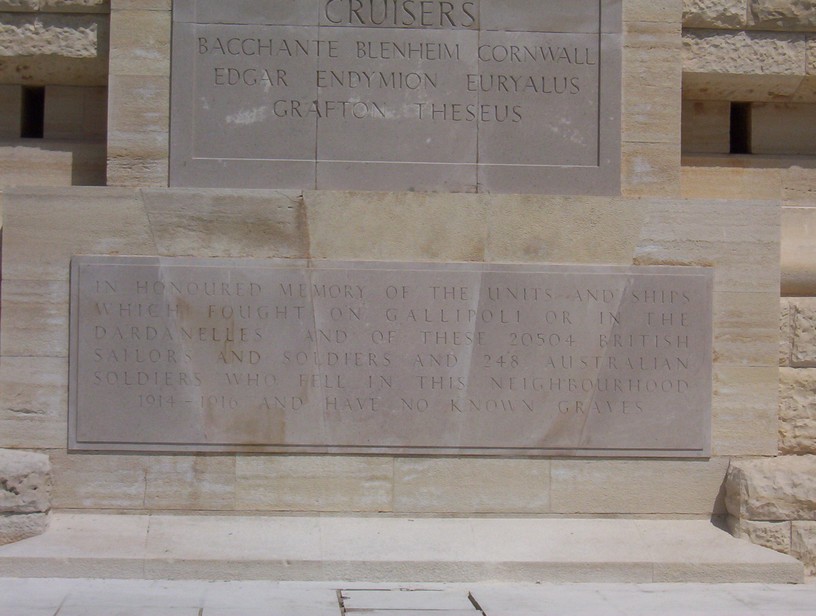 CRUISERS
BACCHANTE BLENHEIM CORNWALL
EDGAR ENDYMION EURYALUS
GRAFTON THESEUS
IN HONOURED MEMORY OF THE UNITS AND SHIPS
WHICH FOUGHT ON GALLIPOLI OR IN THE
DARDANELLES AND OF THESE 20504 BRITISH
SAILORS AND SOLDIERS AND 248 AUSTRALIAN
SOLDIERS WHO FELL IN THIS NEIGHBOURHOOD
1914-1916 AND HAVE NO KNOWN GRAVES